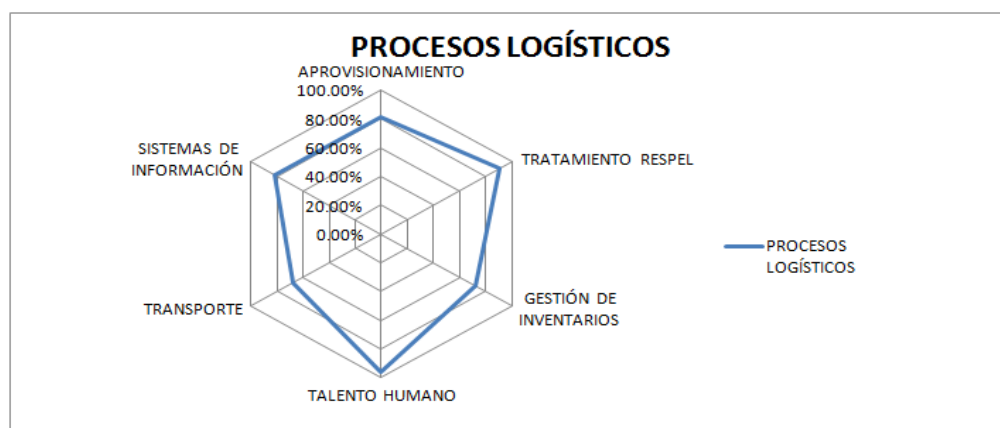 PROCESOS LOGÍSTICOS
APROVISIONAMIENTO
100.00%
80.00%
60.00%
40.00%
20.00%
0.00%
TRATAMIENTO RESPEL
GESTIÓN DE
INVENTARIOS
TALENTO HUMANO
TRANSPORTE
SISTEMAS DE
INFORMACIÓN
PROCESOS
LOGÍSTICOS